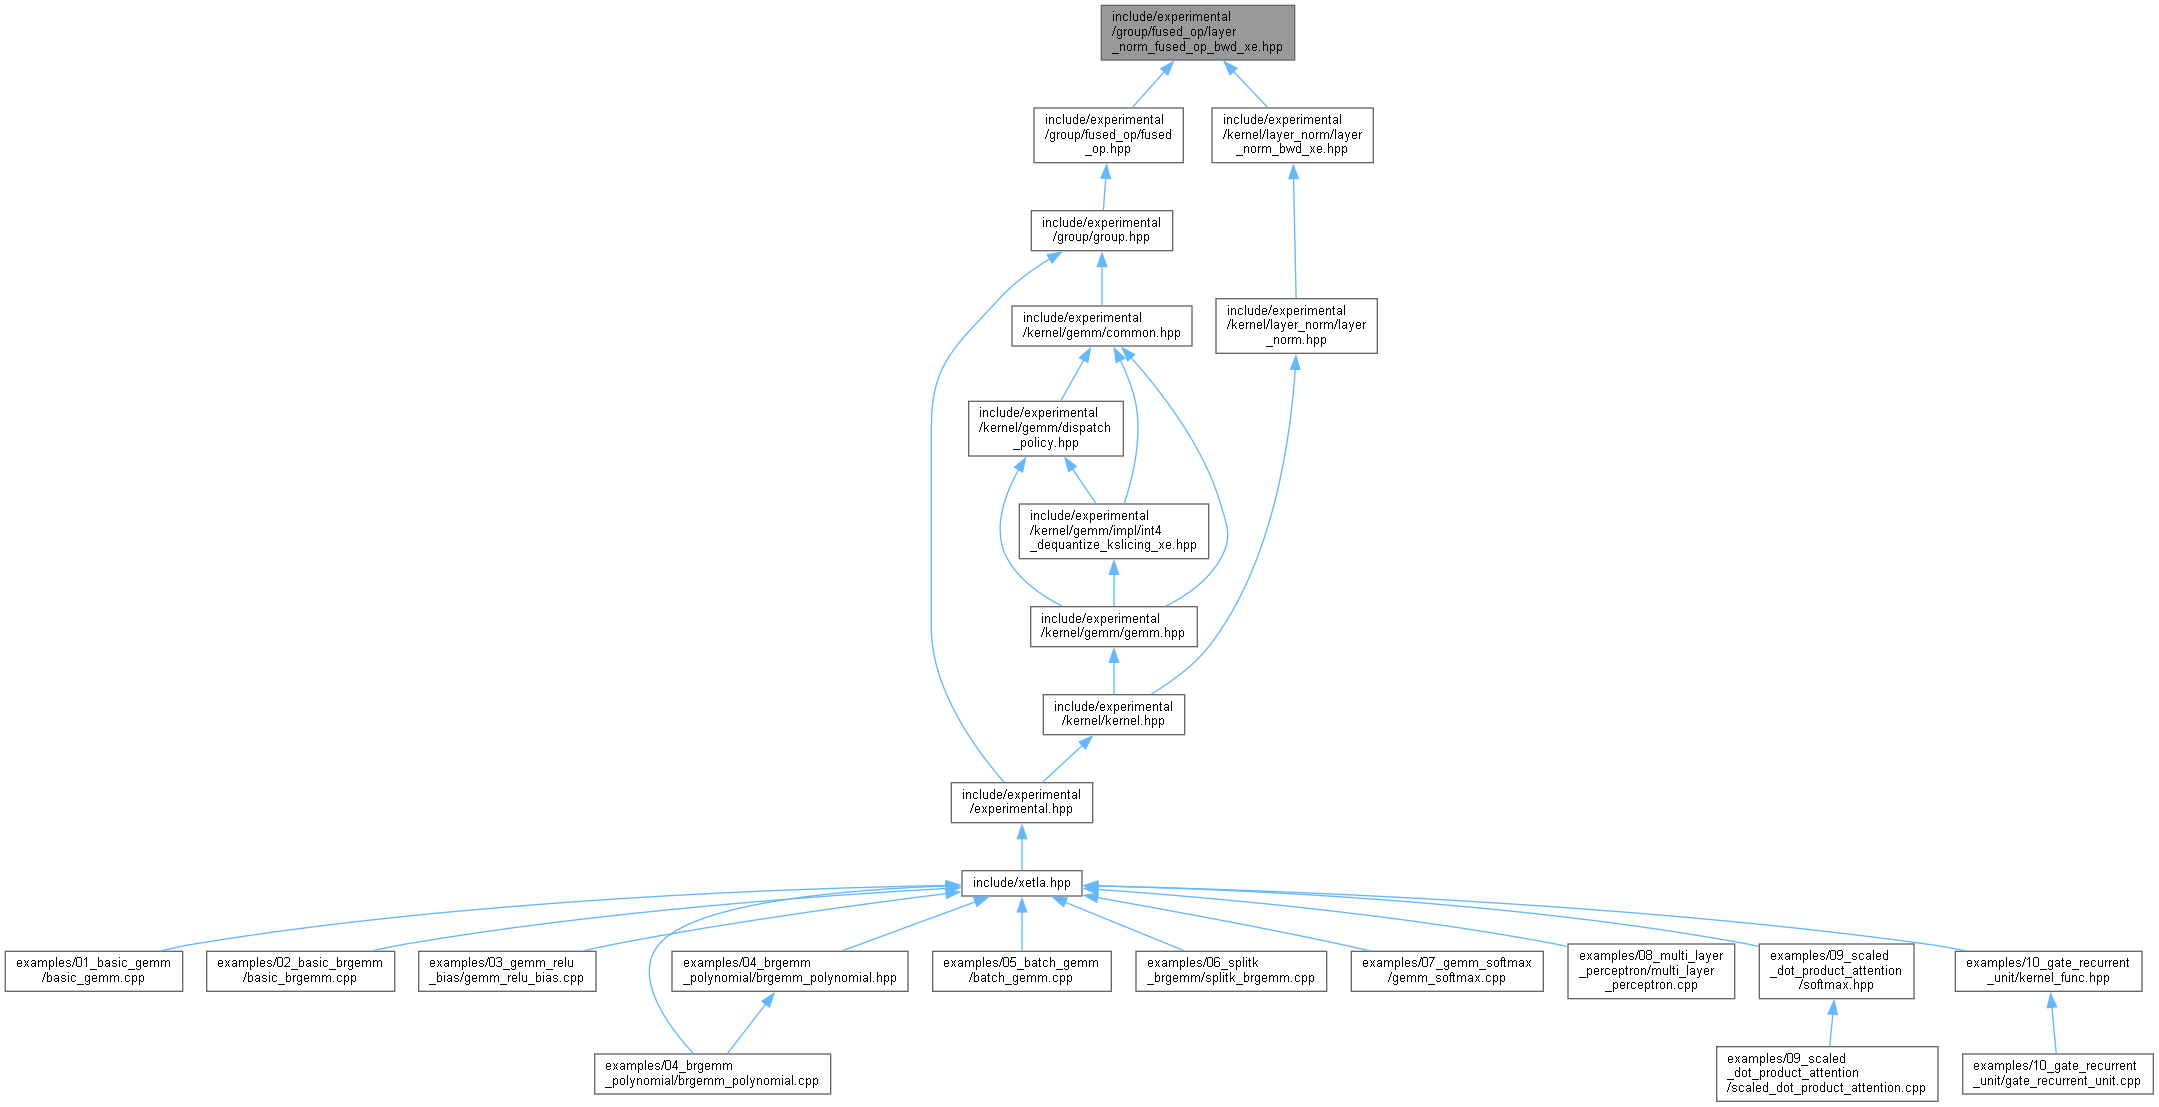 include/experimental
/group/fused_op/layer
_norm_fused_op_bwd_xe.hpp
include/experimental
/group/fused_op/fused
_op.hpp
include/experimental
/kernel/layer_norm/layer
_norm_bwd_xe.hpp
include/experimental
/group/group.hpp
include/experimental
/kernel/gemm/common.hpp
include/experimental
/kernel/layer_norm/layer
_norm.hpp
include/experimental
/kernel/gemm/dispatch
_policy.hpp
include/experimental
/kernel/gemm/impl/int4
_dequantize_kslicing_xe.hpp
include/experimental
/kernel/gemm/gemm.hpp
include/experimental
/kernel/kernel.hpp
include/experimental
/experimental.hpp
include/xetla.hpp
examples/01_basic_gemm
/basic_gemm.cpp
examples/02_basic_brgemm
/basic_brgemm.cpp
examples/03_gemm_relu
_bias/gemm_relu_bias.cpp
examples/04_brgemm
_polynomial/brgemm_polynomial.hpp
examples/05_batch_gemm
/batch_gemm.cpp
examples/06_splitk
_brgemm/splitk_brgemm.cpp
examples/07_gemm_softmax
/gemm_softmax.cpp
examples/08_multi_layer
_perceptron/multi_layer
_perceptron.cpp
examples/09_scaled
_dot_product_attention
/softmax.hpp
examples/10_gate_recurrent
_unit/kernel_func.hpp
examples/04_brgemm
_polynomial/brgemm_polynomial.cpp
examples/09_scaled
_dot_product_attention
/scaled_dot_product_attention.cpp
examples/10_gate_recurrent
_unit/gate_recurrent_unit.cpp